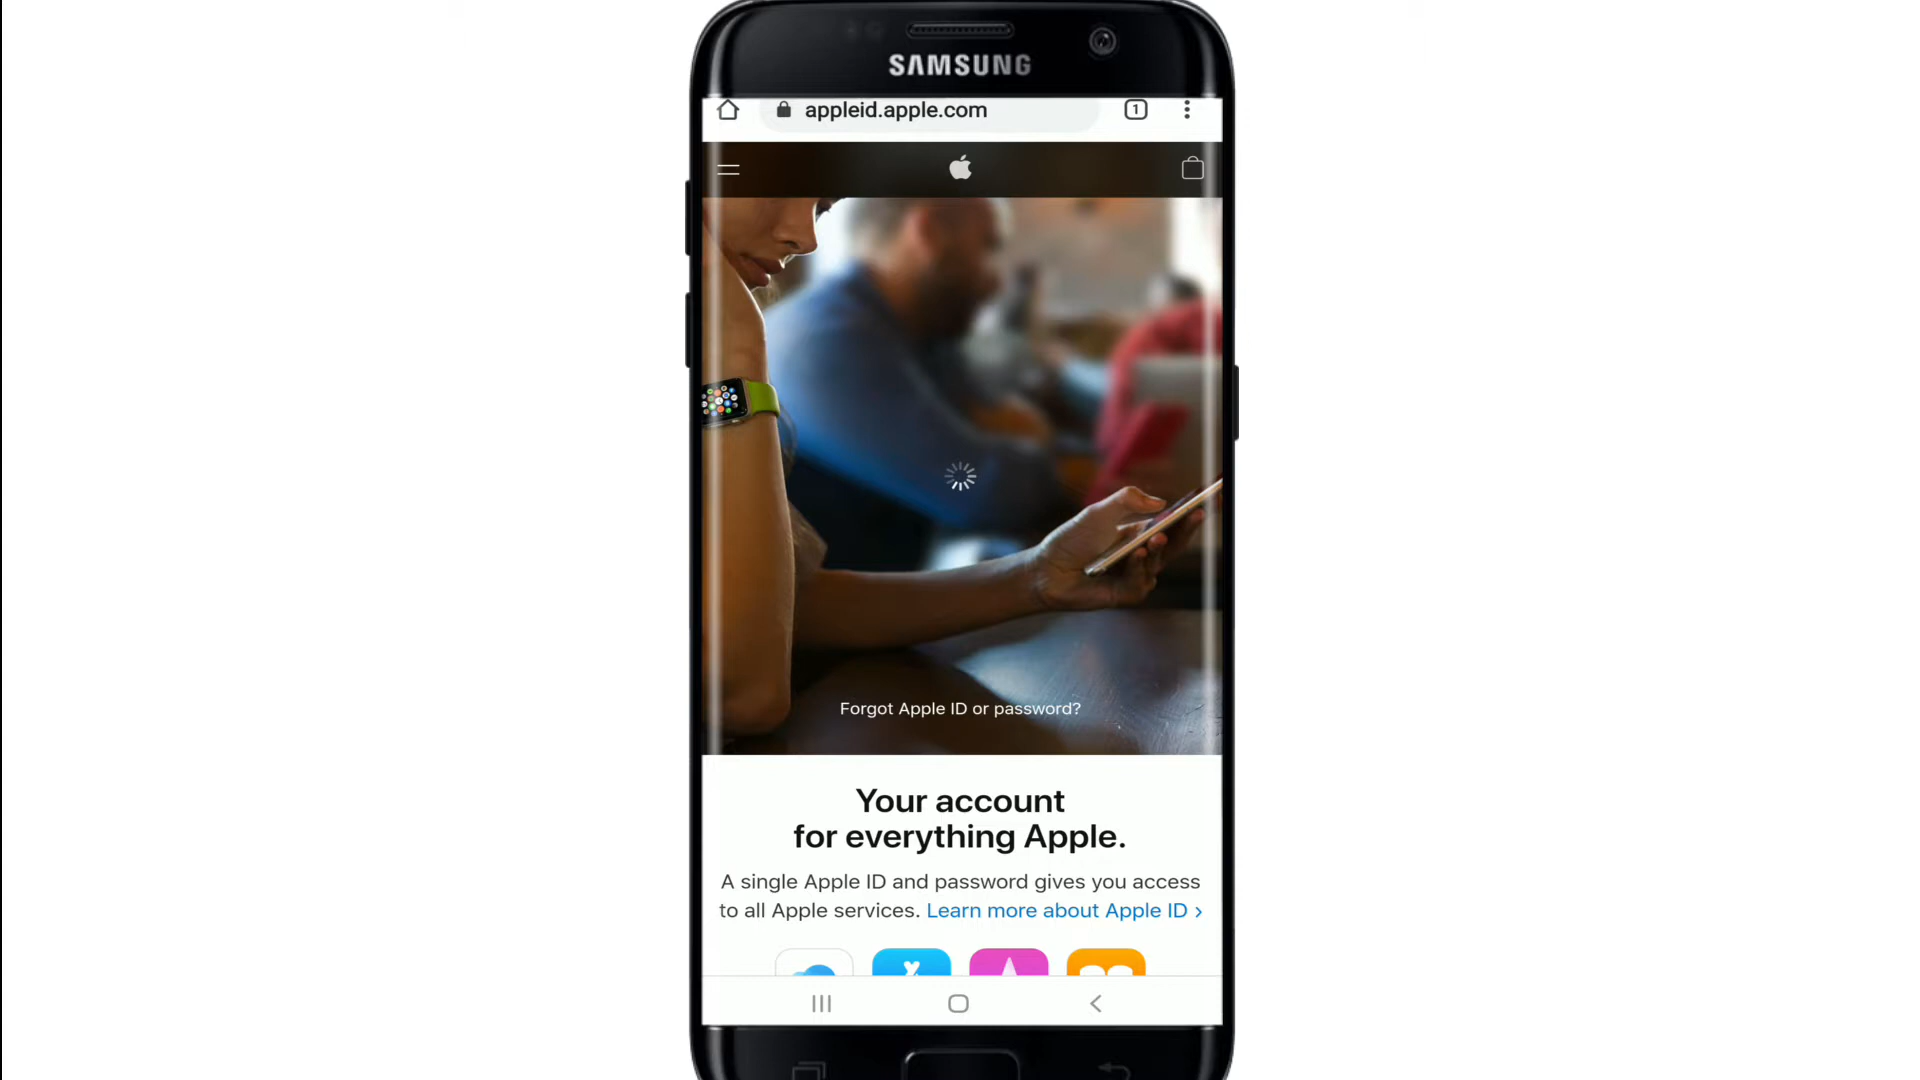 SAMSUNG
appleid.apple.com
1
Forgot Apple ID or password?
Your account
for everything Apple.
A single Apple ID and password gives you access
to all Apple services. Learn more about Apple ID ›